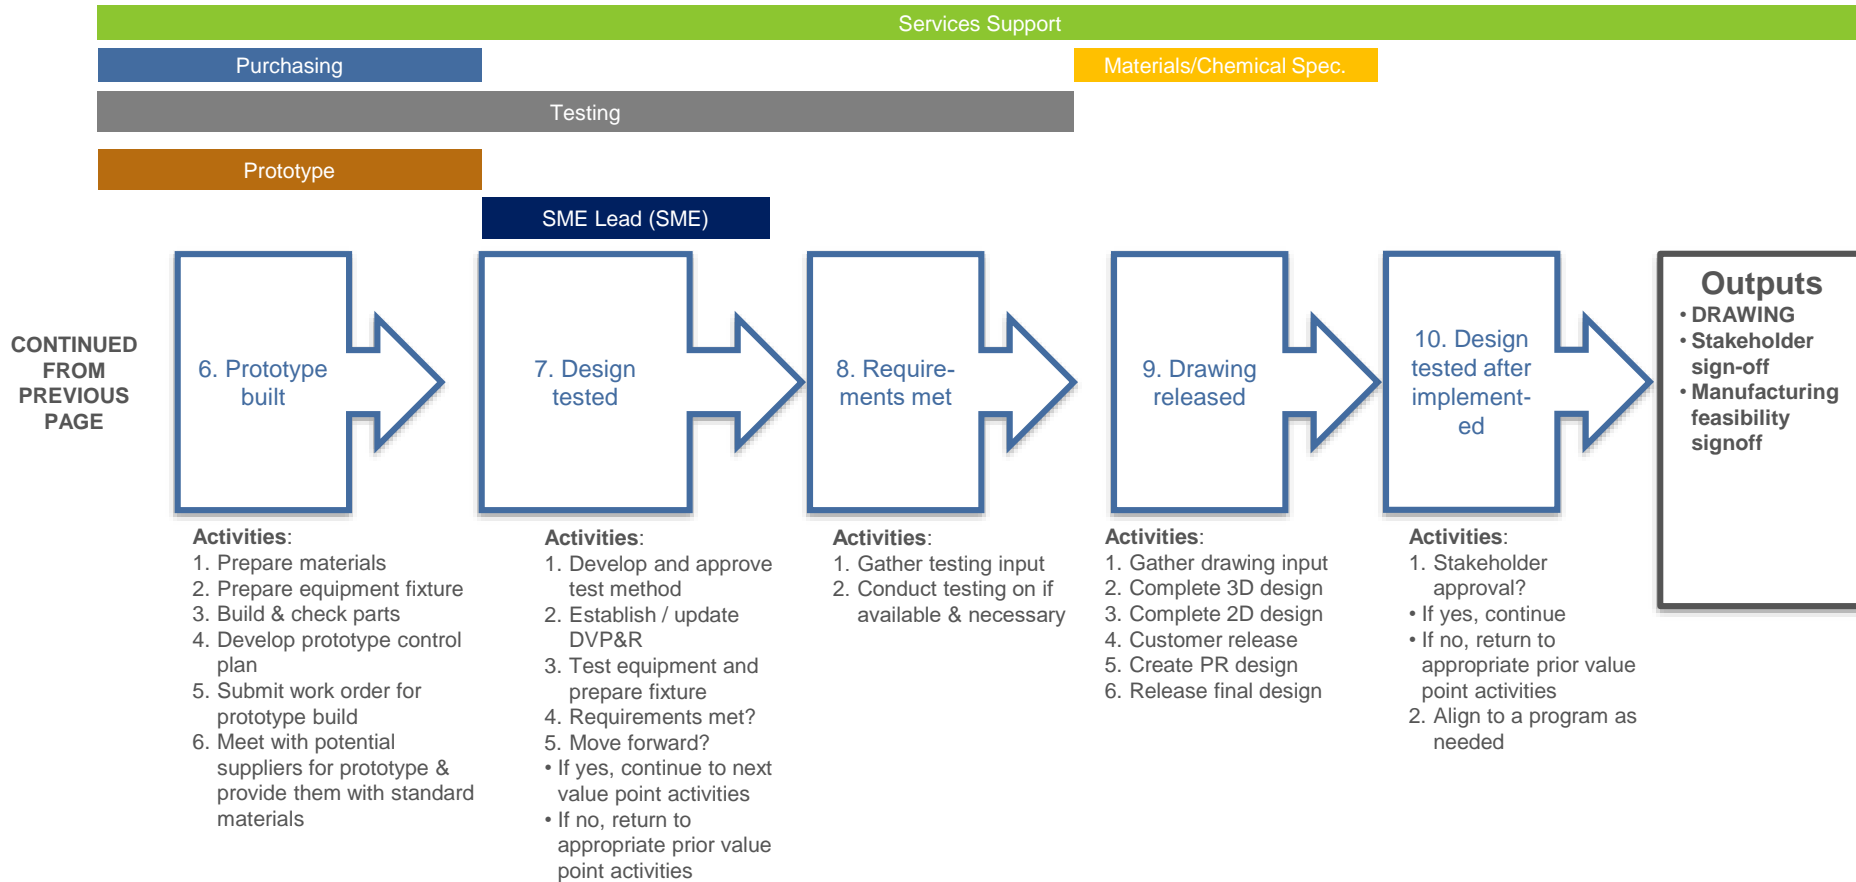 Services Support
Purchasing
Materials/Chemical Spec.
Testing
Prototype
SME Lead (SME)
CONTINUED
FROM
PREVIOUS
PAGE
6. Prototype
built
7. Design
tested
8. Require-
ments met
9. Drawing
released
10. Design
tested after
implement-
ed
Outputs
• DRAWING
• Stakeholder
sign-off
• Manufacturing
feasibility
signoff
Activities:
1. Prepare materials
2. Prepare equipment fixture
3. Build & check parts
4. Develop prototype control
plan
5. Submit work order for
prototype build
6. Meet with potential
suppliers for prototype &
provide them with standard
materials
Activities:
1. Develop and approve
test method
2. Establish / update
DVP&R
3. Test equipment and
prepare fixture
4. Requirements met?
5. Move forward?
• If yes, continue to next
value point activities
• If no, return to
appropriate prior value
point activities
Activities:
1. Gather testing input
2. Conduct testing on if
available & necessary
Activities:
1. Gather drawing input
2. Complete 3D design
3. Complete 2D design
4. Customer release
5. Create PR design
6. Release final design
Activities:
1. Stakeholder
approval?
• If yes, continue
• If no, return to
appropriate prior value
point activities
2. Align to a program as
needed